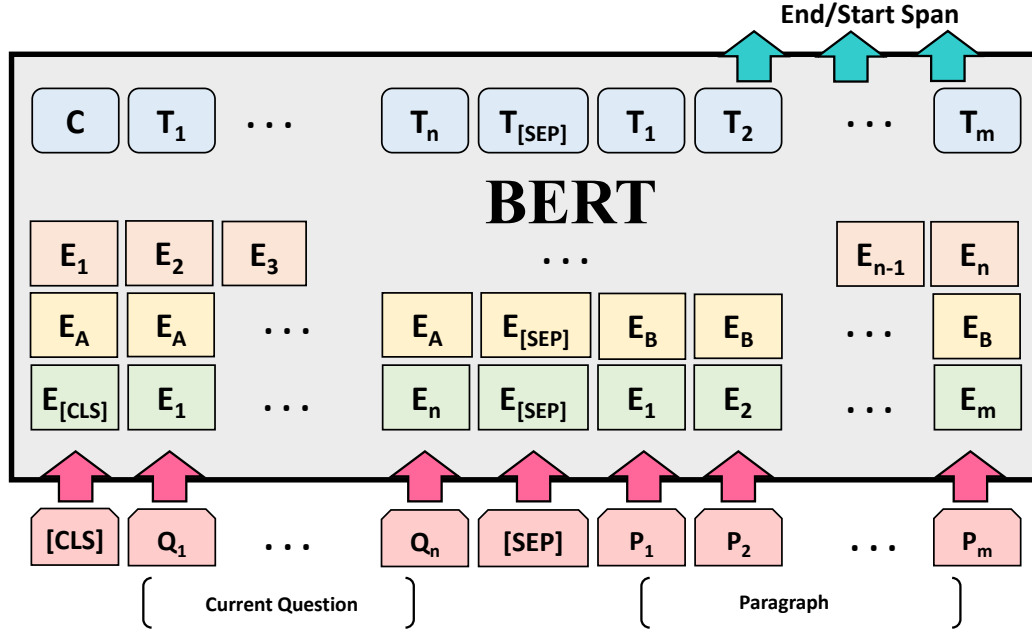 End/Start Span
C T1 ... Tn T[SEP] T1 T2 ... Tm
BERT
E1 E2 E3 ... En-1 En
EA EA ... EA E[SEP] EB EB ... EB
E[CLS] E1 ... En E[SEP] E1 E2 ... Em
[CLS] Q1 ... Qn [SEP] P1 P2 ... Pm
Current Question Paragraph